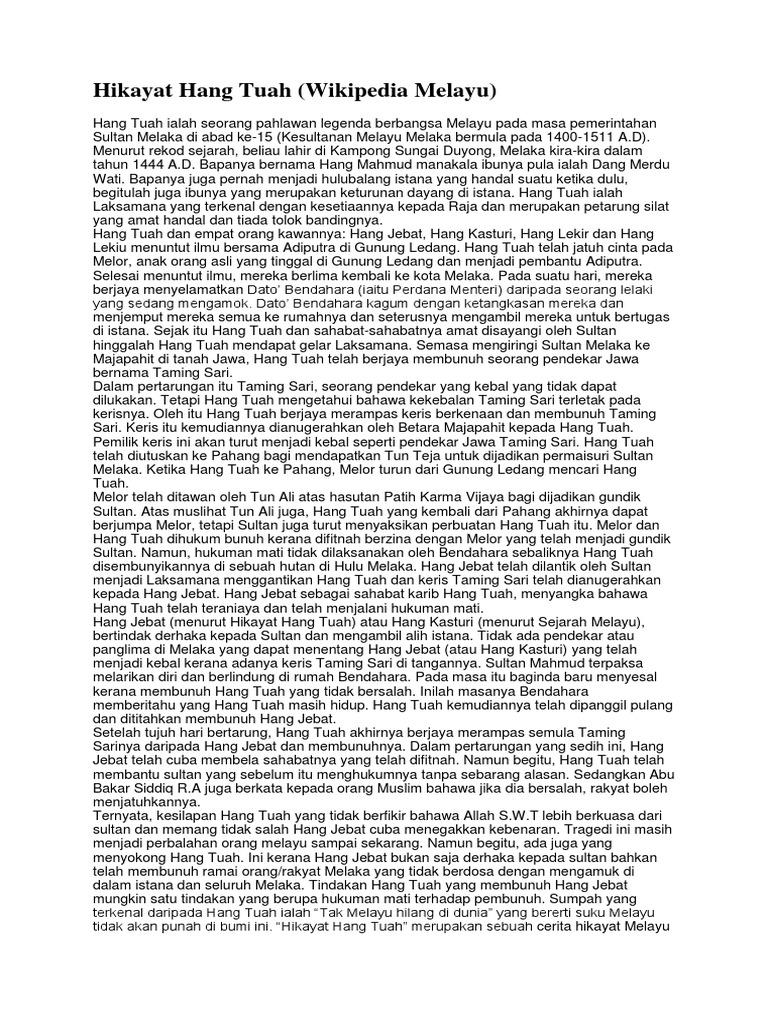 Hikayat Hang Tuah (Wikipedia Melayu)
Hang Tuah ialah seorang pahlawan legenda berbangsa Melayu pada masa pemerintahan
Sultan Melaka di abad ke-15 (Kesultanan Melayu Melaka bermula pada 1400-1511 A.D).
Menurut rekod sejarah, beliau lahir di Kampong Sungai Duyong, Melaka kira-kira dalam
tahun 1444 A.D. Bapanya bernama Hang Mahmud manakala ibunya pula ialah Dang Merdu
Wati. Bapanya juga pernah menjadi hulubalang istana yang handal suatu ketika dulu,
begitulah juga ibunya yang merupakan keturunan dayang di istana. Hang Tuah ialah
Laksamana yang terkenal dengan kesetiaannya kepada Raja dan merupakan petarung silat
yang amat handal dan tiada tolok bandingnya.
Hang Tuah dan empat orang kawannya: Hang Jebat, Hang Kasturi, Hang Lekir dan Hang
Lekiu menuntut ilmu bersama Adiputra di Gunung Ledang. Hang Tuah telah jatuh cinta pada
Melor, anak orang asli yang tinggal di Gunung Ledang dan menjadi pembantu Adiputra.
Selesai menuntut ilmu, mereka berlima kembali ke kota Melaka. Pada suatu hari, mereka
berjaya menyelamatkan Dato’ Bendahara (iaitu Perdana Menteri) daripada seorang lelaki
yang sedang mengamok. Dato’ Bendahara kagum dengan ketangkasan mereka dan
menjemput mereka semua ke rumahnya dan seterusnya mengambil mereka untuk bertugas
di istana. Sejak itu Hang Tuah dan sahabat-sahabatnya amat disayangi oleh Sultan
hinggalah Hang Tuah mendapat gelar Laksamana. Semasa mengiringi Sultan Melaka ke
Majapahit di tanah Jawa, Hang Tuah telah berjaya membunuh seorang pendekar Jawa
bernama Taming Sari.
Dalam pertarungan itu Taming Sari, seorang pendekar yang kebal yang tidak dapat
dilukakan. Tetapi Hang Tuah mengetahui bahawa kekebalan Taming Sari terletak pada
kerisnya. Oleh itu Hang Tuah berjaya merampas keris berkenaan dan membunuh Taming
Sari. Keris itu kemudiannya dianugerahkan oleh Betara Majapahit kepada Hang Tuah.
Pemilik keris ini akan turut menjadi kebal seperti pendekar Jawa Taming Sari. Hang Tuah
telah diutuskan ke Pahang bagi mendapatkan Tun Teja untuk dijadikan permaisuri Sultan
Melaka. Ketika Hang Tuah ke Pahang, Melor turun dari Gunung Ledang mencari Hang
Tuah.
Melor telah ditawan oleh Tun Ali atas hasutan Patih Karma Vijaya bagi dijadikan gundik
Sultan. Atas muslihat Tun Ali juga, Hang Tuah yang kembali dari Pahang akhirnya dapat
berjumpa Melor, tetapi Sultan juga turut menyaksikan perbuatan Hang Tuah itu. Melor dan
Hang Tuah dihukum bunuh kerana difitnah berzina dengan Melor yang telah menjadi gundik
Sultan. Namun, hukuman mati tidak dilaksanakan oleh Bendahara sebaliknya Hang Tuah
disembunyikannya di sebuah hutan di Hulu Melaka. Hang Jebat telah dilantik oleh Sultan
menjadi Laksamana menggantikan Hang Tuah dan keris Taming Sari telah dianugerahkan
kepada Hang Jebat. Hang Jebat sebagai sahabat karib Hang Tuah, menyangka bahawa
Hang Tuah telah teraniaya dan telah menjalani hukuman mati.
Hang Jebat (menurut Hikayat Hang Tuah) atau Hang Kasturi (menurut Sejarah Melayu),
bertindak derhaka kepada Sultan dan mengambil alih istana. Tidak ada pendekar atau
panglima di Melaka yang dapat menentang Hang Jebat (atau Hang Kasturi) yang telah
menjadi kebal kerana adanya keris Taming Sari di tangannya. Sultan Mahmud terpaksa
melarikan diri dan berlindung di rumah Bendahara. Pada masa itu baginda baru menyesal
kerana membunuh Hang Tuah yang tidak bersalah. Inilah masanya Bendahara
memberitahu yang Hang Tuah masih hidup. Hang Tuah kemudiannya telah dipanggil pulang
dan dititahkan membunuh Hang Jebat.
Setelah tujuh hari bertarung, Hang Tuah akhirnya berjaya merampas semula Taming
Sarinya daripada Hang Jebat dan membunuhnya. Dalam pertarungan yang sedih ini, Hang
Jebat telah cuba membela sahabatnya yang telah difitnah. Namun begitu, Hang Tuah telah
membantu sultan yang sebelum itu menghukumnya tanpa sebarang alasan. Sedangkan Abu
Bakar Siddiq R.A juga berkata kepada orang Muslim bahawa jika dia bersalah, rakyat boleh
menjatuhkannya.
Ternyata, kesilapan Hang Tuah yang tidak berfikir bahawa Allah S.W.T lebih berkuasa dari
sultan dan memang tidak salah Hang Jebat cuba menegakkan kebenaran. Tragedi ini masih
menjadi perbalahan orang melayu sampai sekarang. Namun begitu, ada juga yang
menyokong Hang Tuah. Ini kerana Hang Jebat bukan saja derhaka kepada sultan bahkan
telah membunuh ramai orang/rakyat Melaka yang tidak berdosa dengan mengamuk di
dalam istana dan seluruh Melaka. Tindakan Hang Tuah yang membunuh Hang Jebat
mungkin satu tindakan yang berupa hukuman mati terhadap pembunuh. Sumpah yang
terkenal daripada Hang Tuah ialah “Tak Melayu hilang di dunia” yang bererti suku Melayu
tidak akan punah di bumi ini. “Hikayat Hang Tuah” merupakan sebuah cerita hikayat Melayu